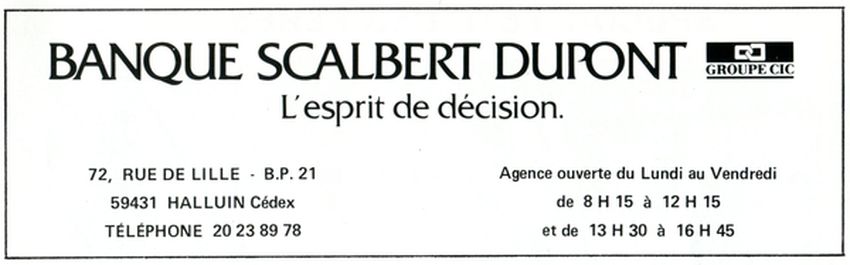 BANQUE SCALBERT DUPONT
GROUPE CIC
L'esprit de décision.
72, RUE DE LILLE - B.P. 21
59431 HALLUIN Cédex
TÉLÉPHONE 20 23 89 78
Agence ouverte du Lundi au Vendredi
de 8 H 15 à 12 H 15
et de 13 H 30 à 16 H 45